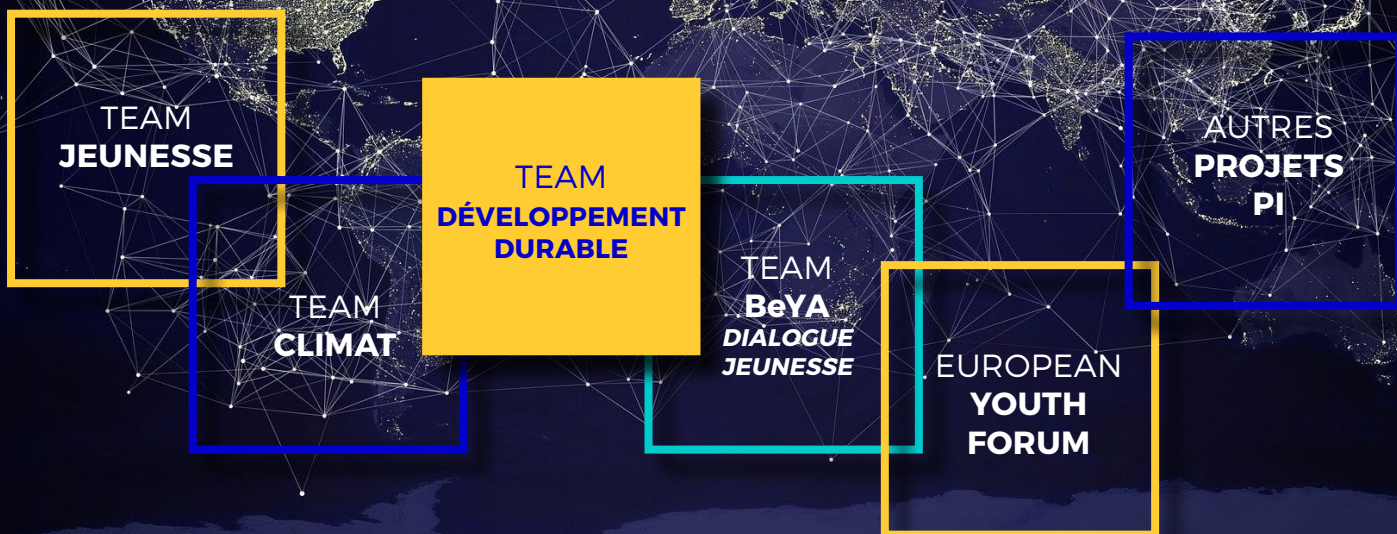 TEAM
JEUNESSE
TEAM
CLIMAT
TEAM
DÉVELOPPEMENT
DURABLE
TEAM
BeYA
DIALOGUE
JEUNESSE
EUROPEAN
YOUTH
FORUM
AUTRES
PROJETS
PI